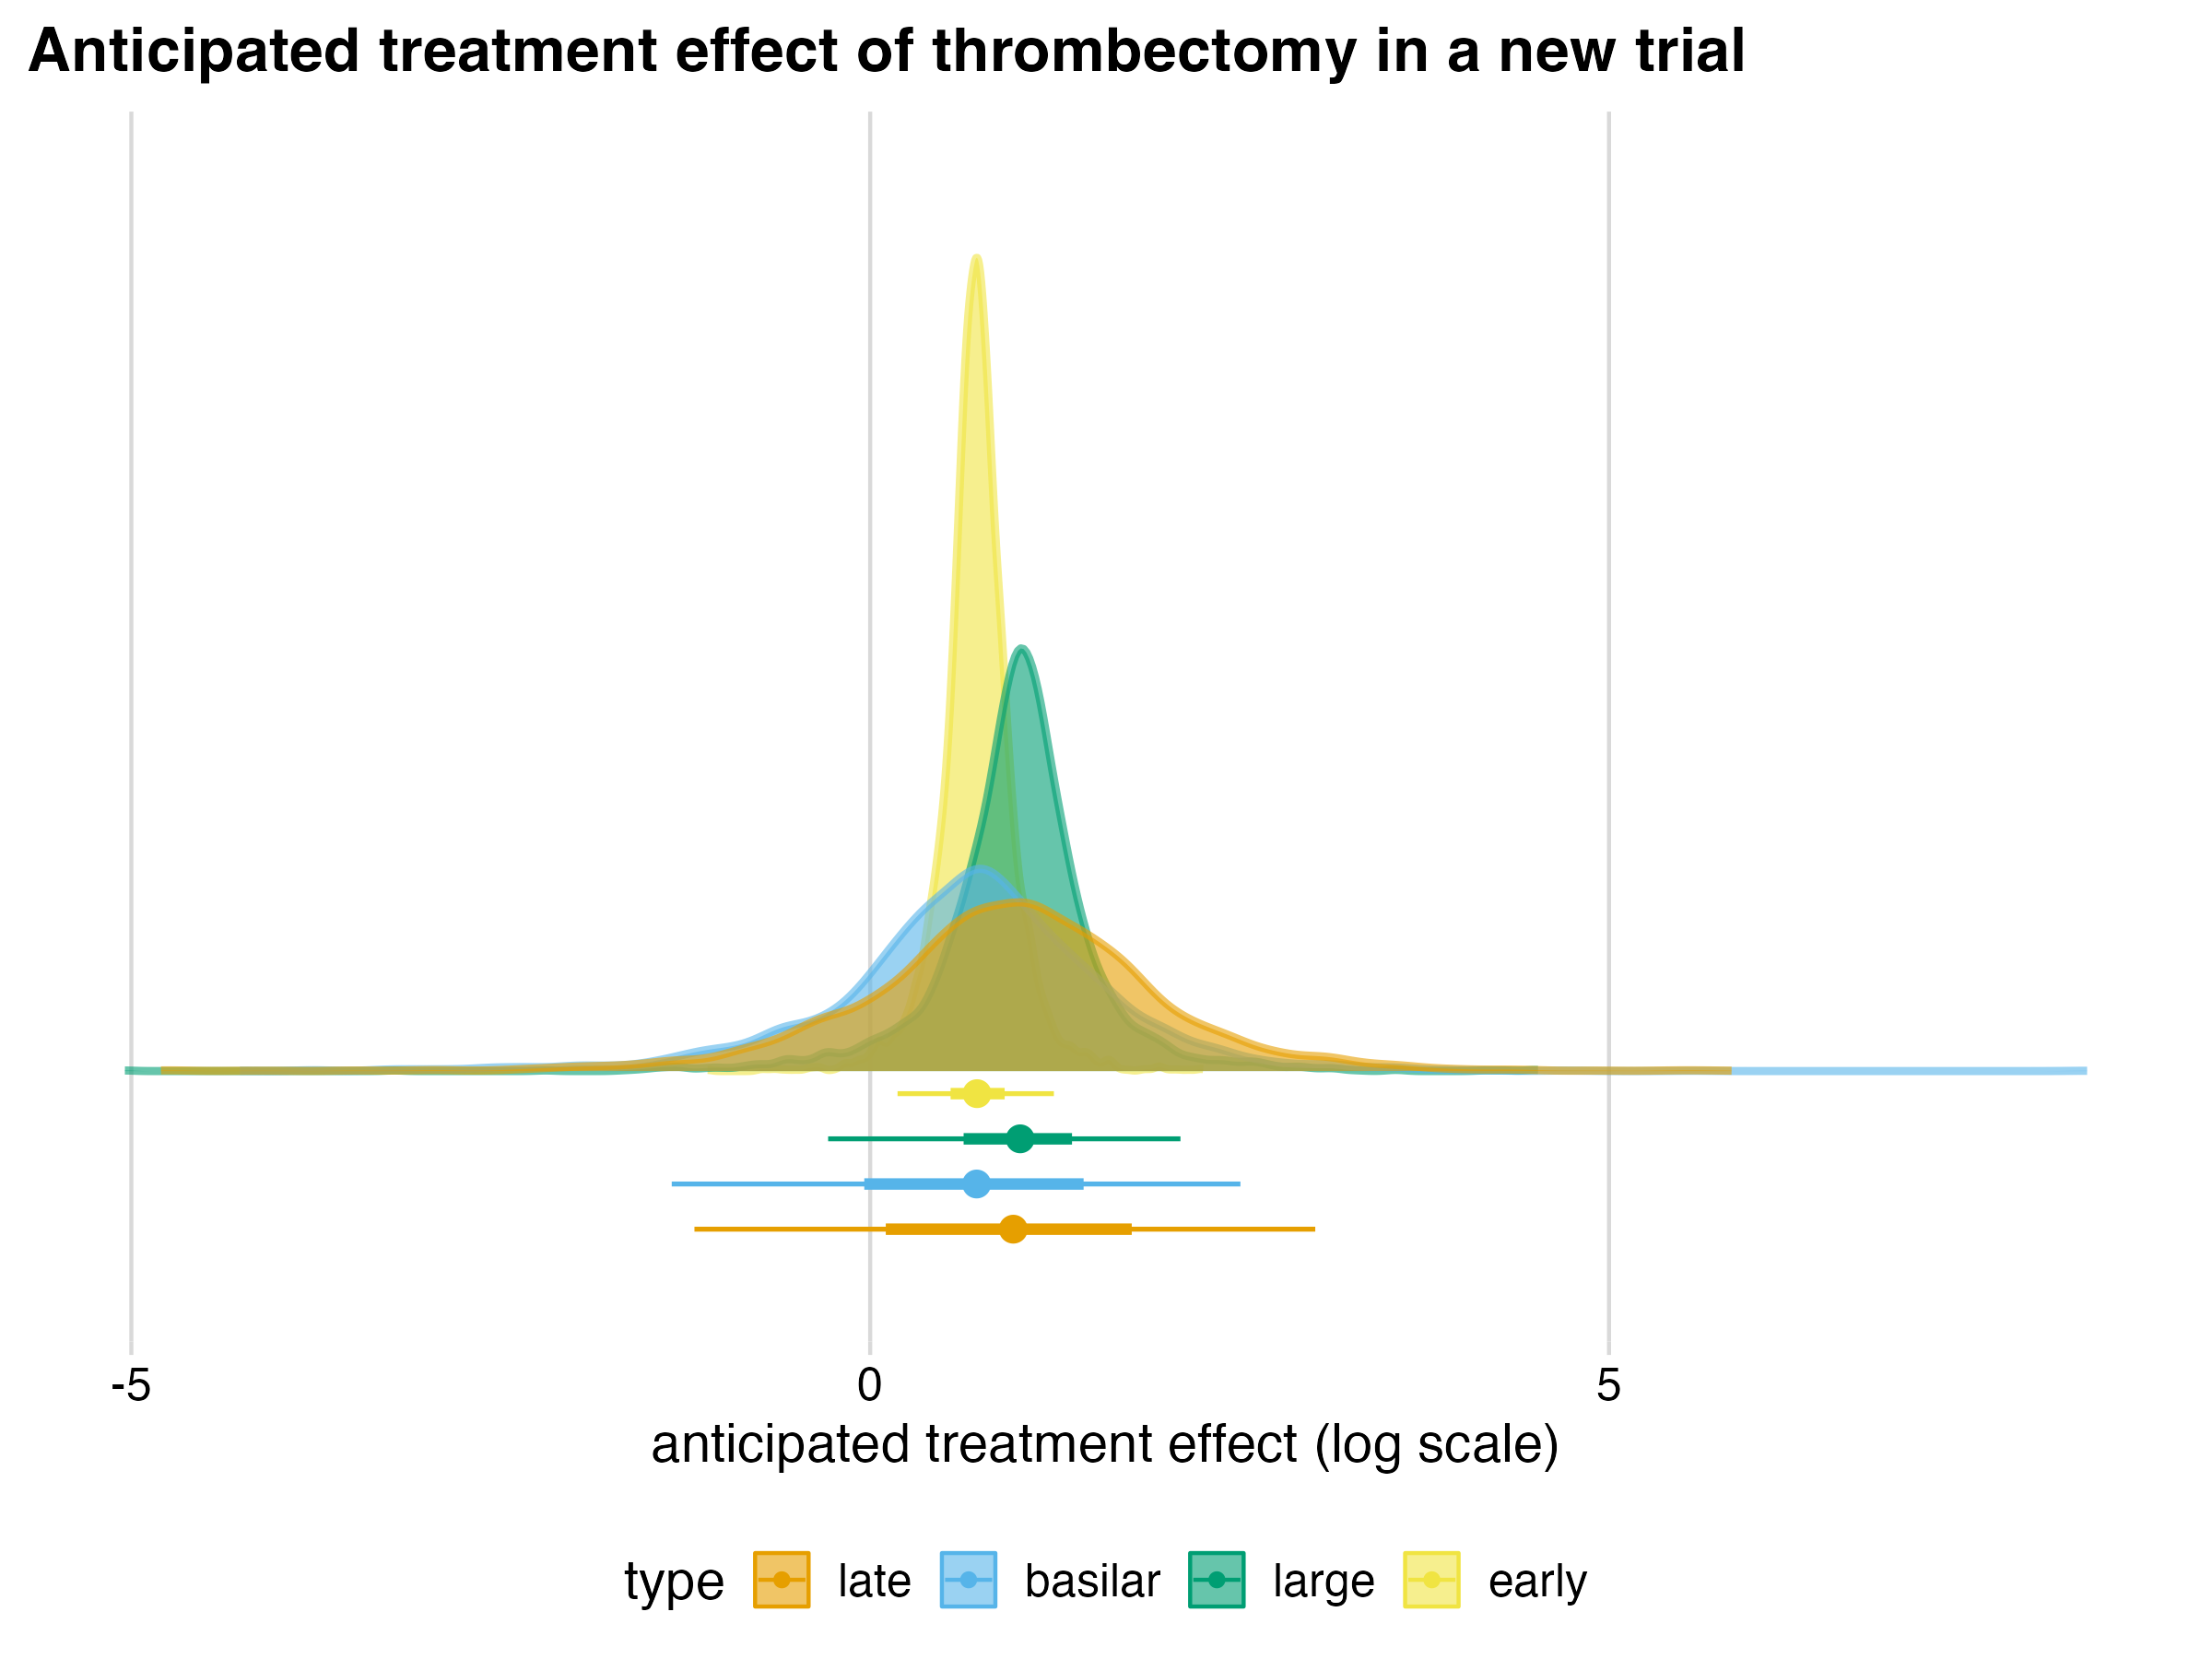 Anticipated treatment effect of thrombectomy in a new trial
-5 0 5
anticipated treatment effect (log scale)
type late basilar large early